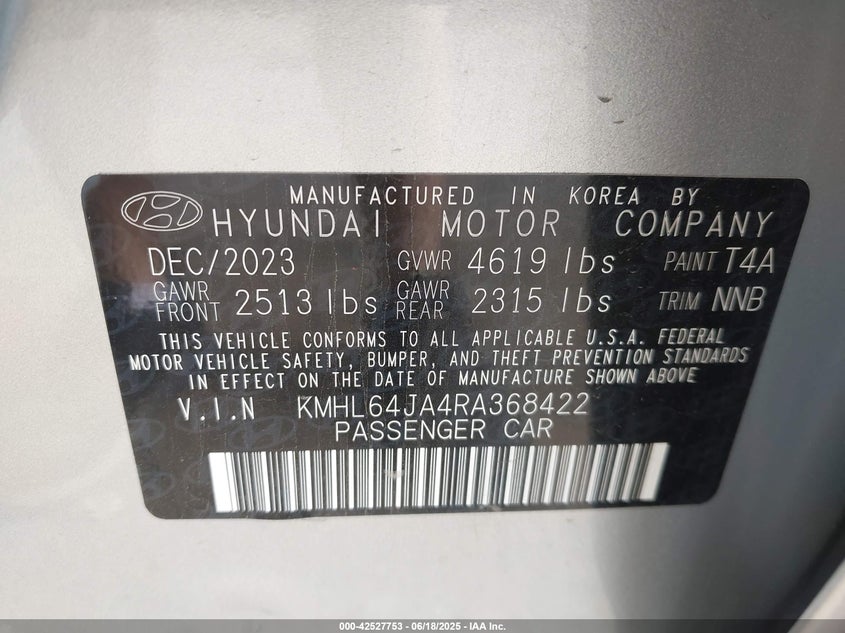 MANUFACTURED IN KOREA BY
HYUNDAI MOTOR COMPANY
DEC/2023 GVWR 4619 lbs PAINT T4A
GAWR FRONT 2513 lbs GAWR REAR 2315 lbs TRIM NNB
THIS VEHICLE CONFORMS TO ALL APPLICABLE U.S.A. FEDERAL
MOTOR VEHICLE SAFETY, BUMPER, AND THEFT PREVENTION STANDARDS
IN EFFECT ON THE DATE OF MANUFACTURE SHOWN ABOVE
V.I.N KMHL64JA4RA368422
PASSENGER CAR
000-42527753 - 06/18/2025 - IAA Inc.